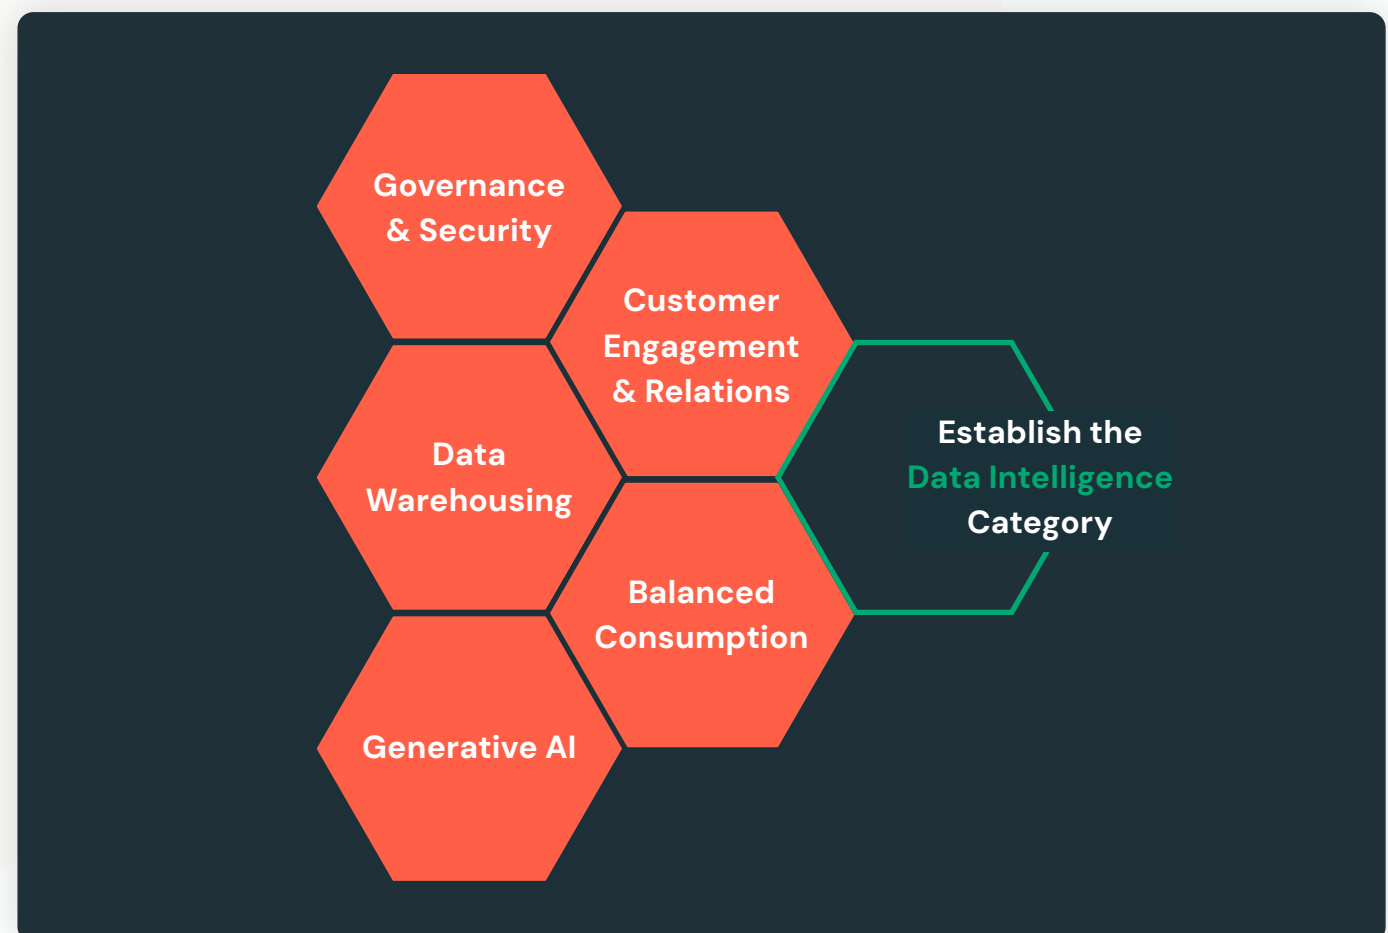 Governance
& Security
Customer
Engagement
& Relations
Data
Warehousing
Establish the
Data Intelligence
Category
Balanced
Consumption
Generative AI